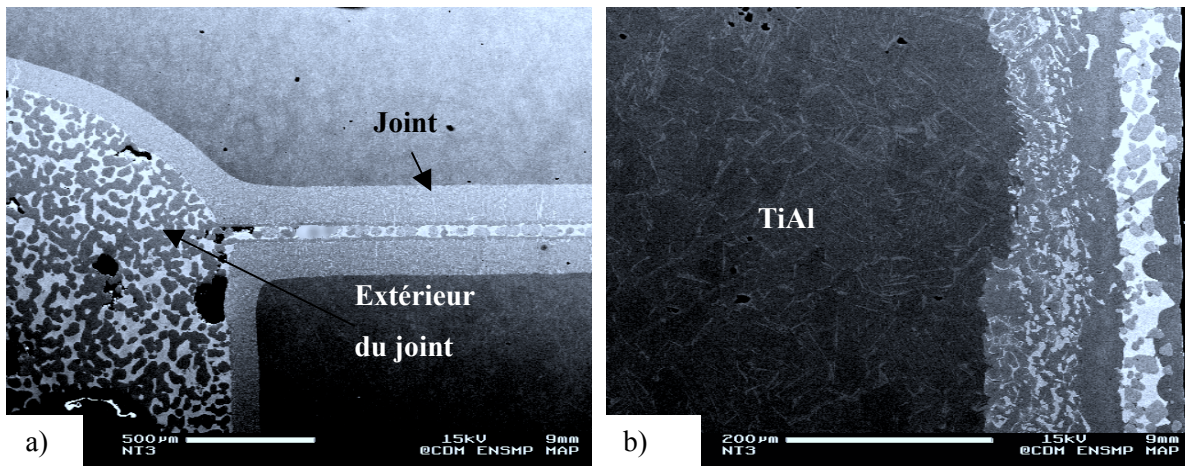 Joint
Extérieur
du joint
a)
500µm 15kV 9mm
NT3 @CDM ENSMP MAP
TiAl
b)
200µm 15kV 9mm
NT3 @CDM ENSMP MAP